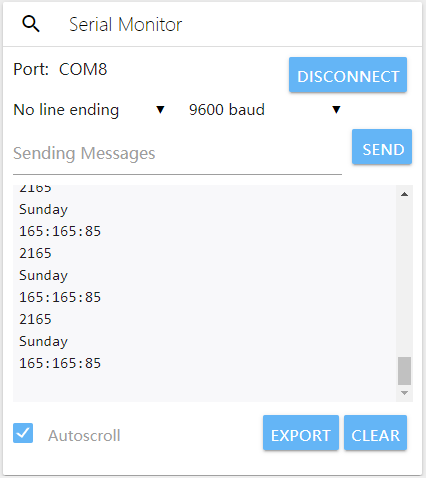 Serial Monitor
Port: COM8
DISCONNECT
No line ending
9600 baud
Sending Messages
SEND
2165
Sunday
165:165:85
2165
Sunday
165:165:85
2165
Sunday
165:165:85
Autoscroll
EXPORT
CLEAR